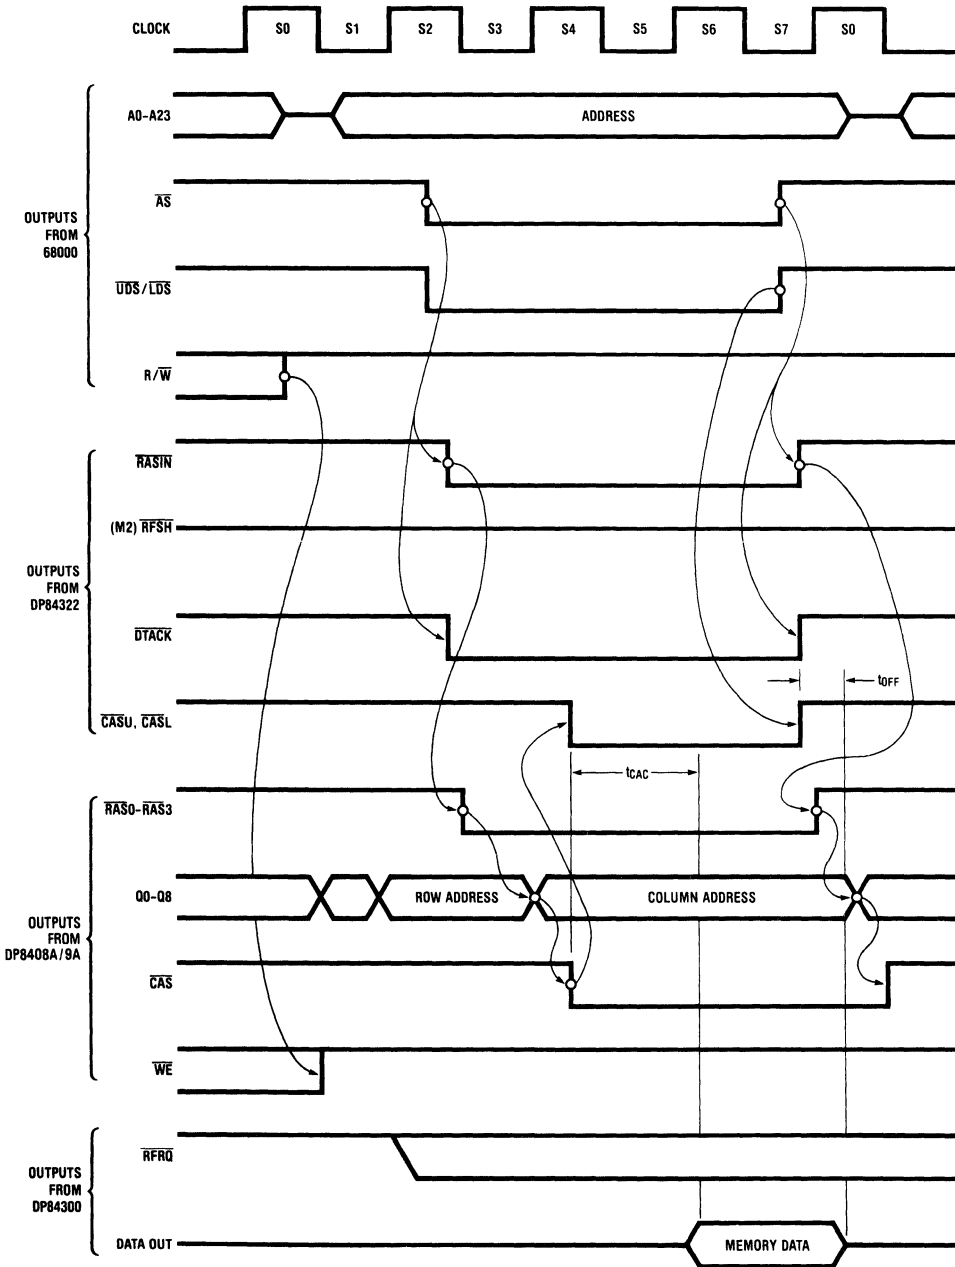 CLOCK S0 S1 S2 S3 S4 S5 S6 S7 S0
A0-A23 ADDRESS
AS
OUTPUTS
FROM
68000
UDS/LDS
R/W
RASIN
(M2) RFSH
OUTPUTS
FROM
DP84322
DTACK
tOFF
CASU, CASL
tCAC
RAS0-RAS3
Q0-Q8 ROW ADDRESS COLUMN ADDRESS
OUTPUTS
FROM
DP8408A/9A
CAS
WE
RFRQ
OUTPUTS
FROM
DP84300
DATA OUT MEMORY DATA